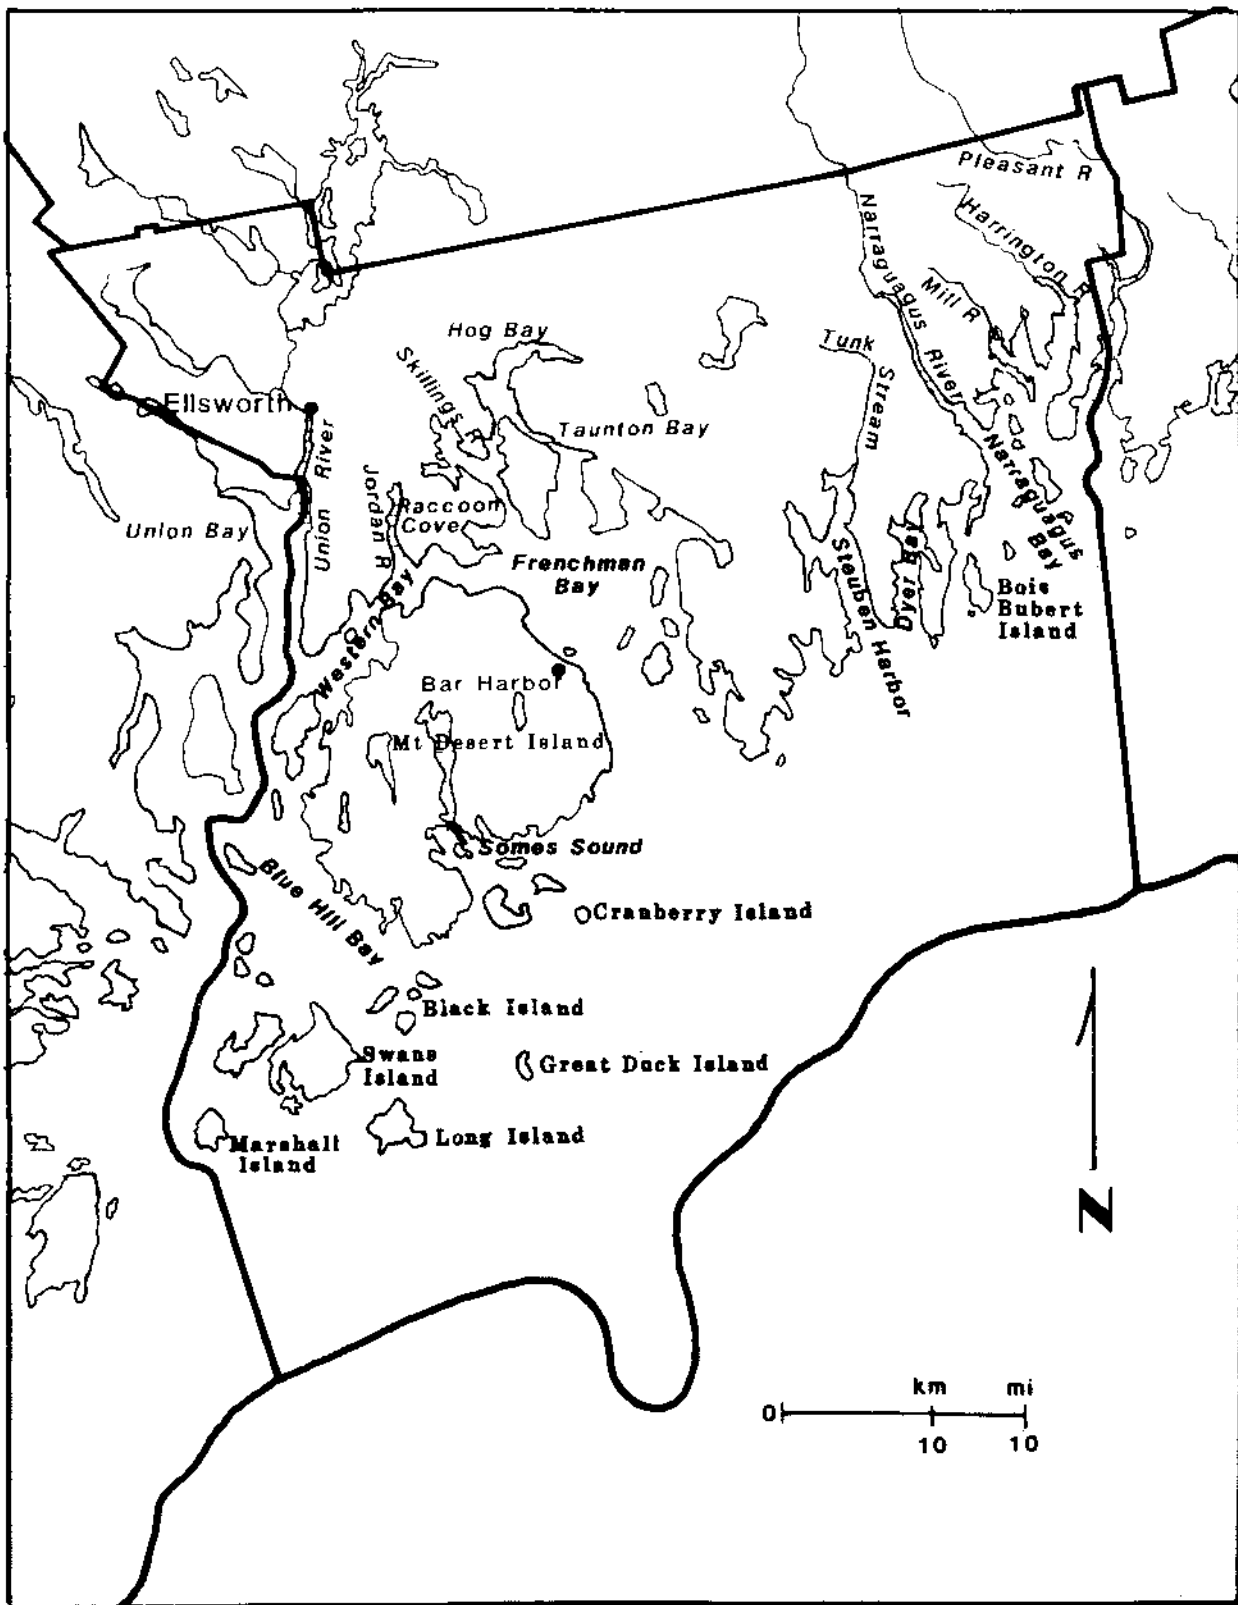 Pleasant R
Harrington R
Narraguagus River
Mill R
Hog Bay
Tunk
Stream
Skillings R
Ellsworth
Taunton Bay
Union River
Jordan R
Raccoon
Cove
Union Bay
Narraguagus
Bay
Frenchman
Bay
Dyer Bay
Steuben Harbor
Bois
Bubert
Island
Western Bay
Bar Harbor
Mt Desert Island
Somes Sound
Blue Hill Bay
Cranberry Island
Black Island
Swans
Island
Great Duck Island
Marshall
Island
Long Island
N
km mi
0
10 10